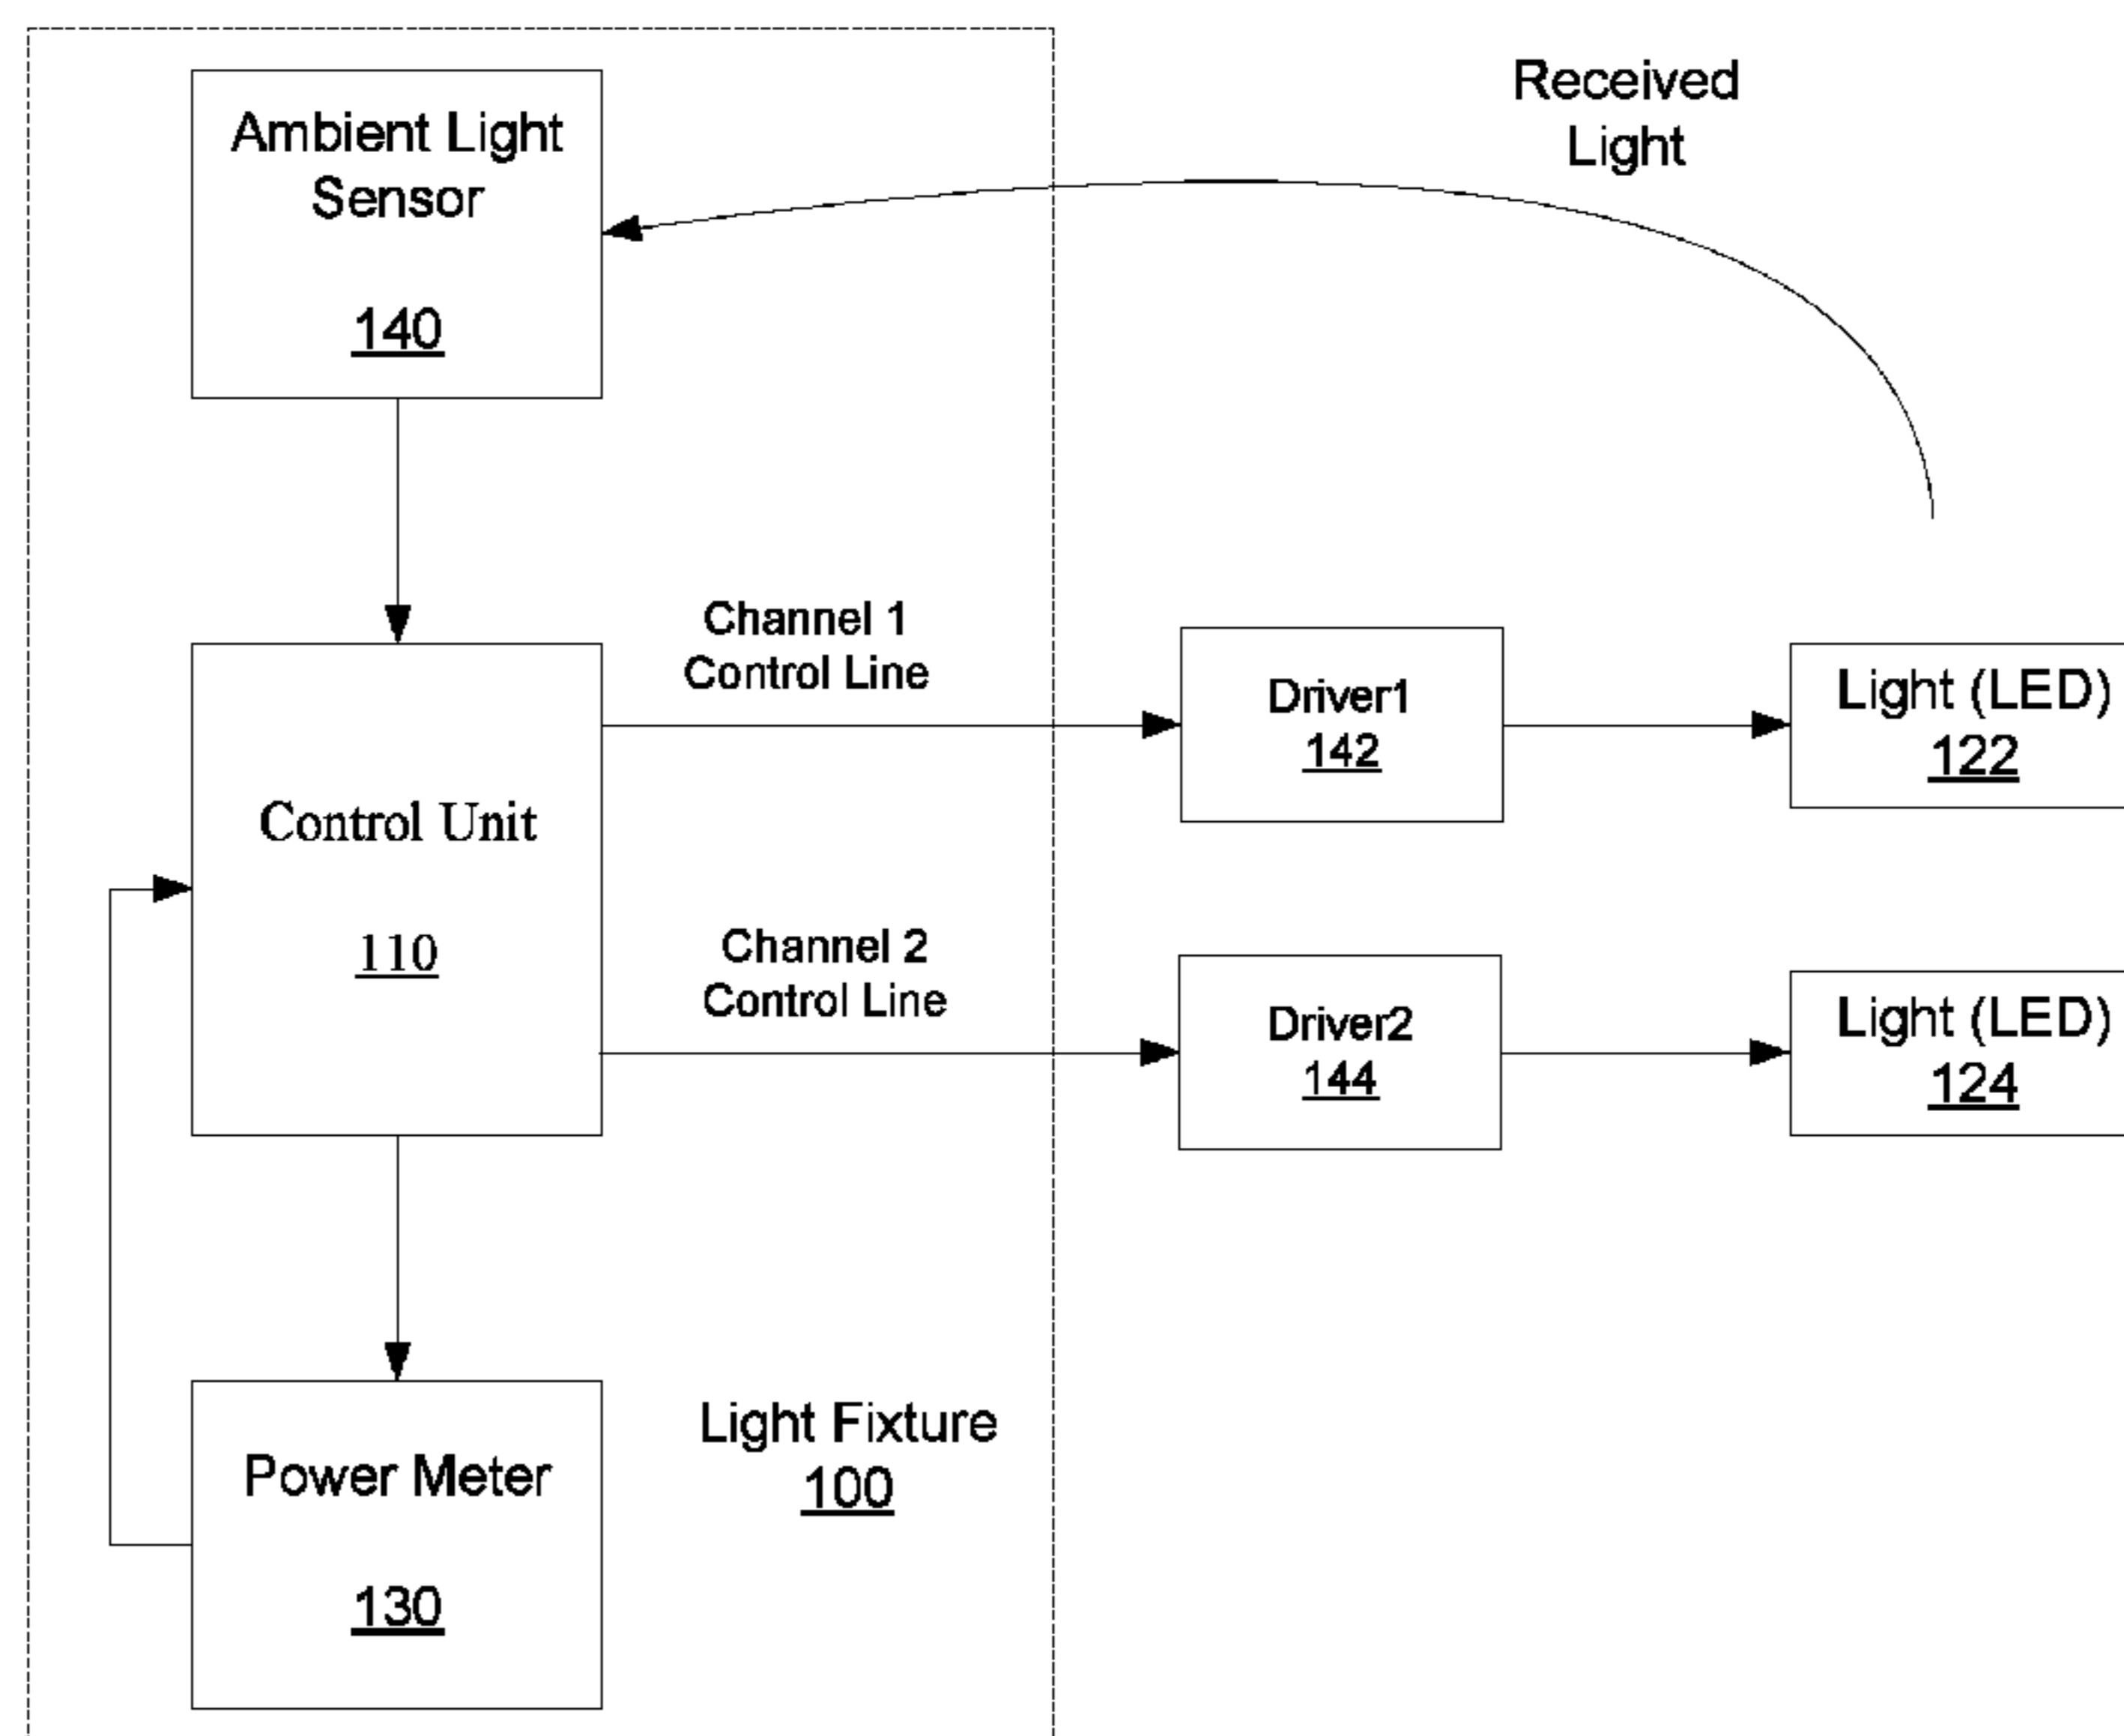 Received
Light
Ambient Light
Sensor
140
Channel 1
Control Line
Driver1
142
Light (LED)
122
Control Unit
110
Channel 2
Control Line
Driver2
144
Light (LED)
124
Light Fixture
100
Power Meter
130